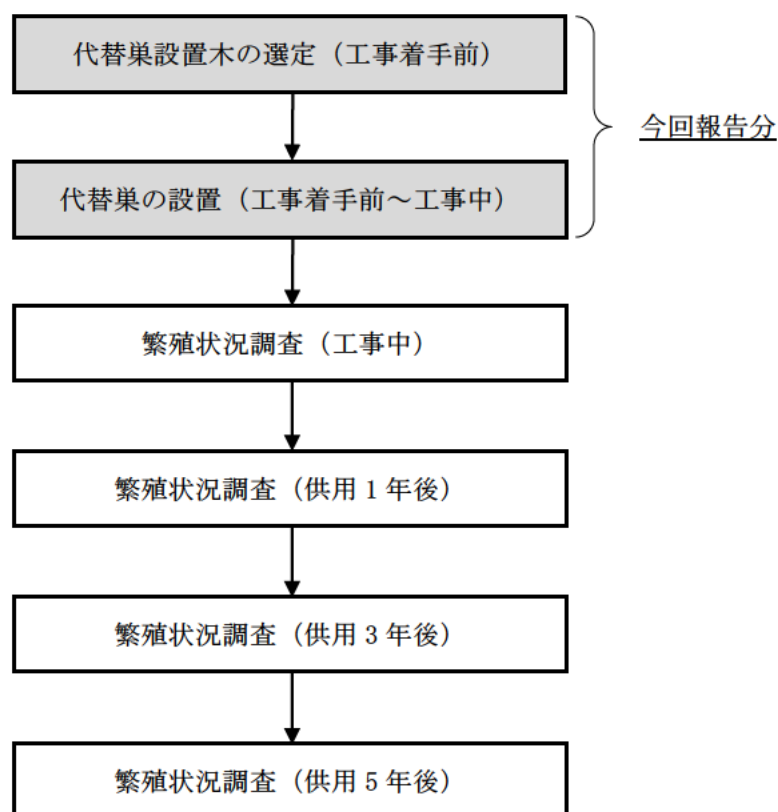 代替巣設置木の選定（工事着手前）
今回報告分
代替巣の設置（工事着手前～工事中）
繁殖状況調査（工事中）
繁殖状況調査（供用 1 年後）
繁殖状況調査（供用 3 年後）
繁殖状況調査（供用 5 年後）